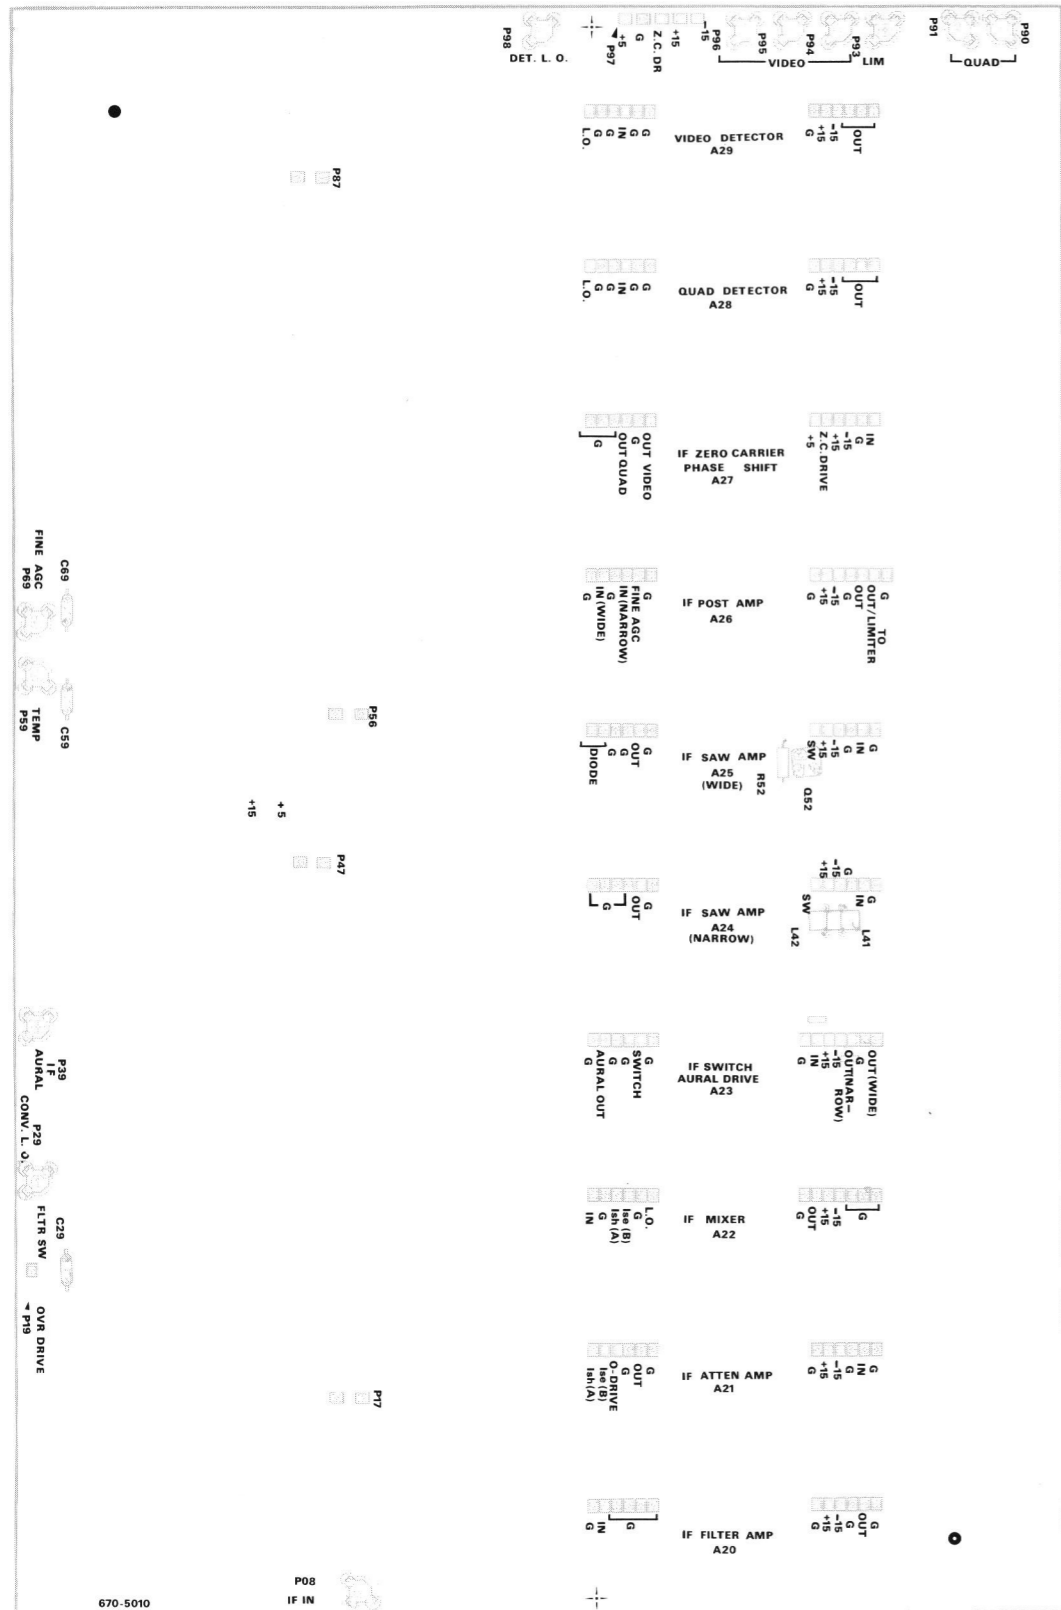 P98
DET. L. O.
+5
P97
G
Z.C. DR
+15
-15
P96
P95
P94
P93
VIDEO
LIM
P91
P90
QUAD
L.O.
G
G
IN
G
G
VIDEO DETECTOR
A29
G
+15
-15
OUT
P87
L.O.
G
G
IN
G
G
QUAD DETECTOR
A28
G
+15
-15
OUT
G
OUT QUAD
G
OUT VIDEO
IF ZERO CARRIER
PHASE SHIFT
A27
+5
Z.C. DRIVE
+15
-15
G
IN
FINE AGC
P69
C69
G
IN (WIDE)
G
IN (NARROW)
FINE AGC
G
IF POST AMP
A26
G
+15
-15
G
OUT
OUT/LIMITER
TO
G
TEMP
P59
C59
P56
DIODE
G
G
OUT
G
IF SAW AMP
A25
(WIDE)
R52
SW
+15
-15
G
IN
G
Q52
+15
+5
P47
G
OUT
G
IF SAW AMP
A24
(NARROW)
+15
-15
G
SW
IN
G
L42
L41
P39
IF
AURAL
G
AURAL OUT
G
G
SWITCH
G
IF SWITCH
AURAL DRIVE
A23
G
IN
+15
-15
OUT(NAR-
ROW)
G
OUT (WIDE)
P29
CONV. L. O.
IN
G
Ish (A)
Ise (B)
G
L.O.
IF MIXER
A22
G
OUT
+15
-15
G
FLTR SW
C29
OVR DRIVE
P19
Ish (A)
Ise (B)
O-DRIVE
G
OUT
G
IF ATTEN AMP
A21
G
+15
-15
G
IN
G
P17
G
IN
G
IF FILTER AMP
A20
+15
-15
G
OUT
G
P08
IF IN
670-5010